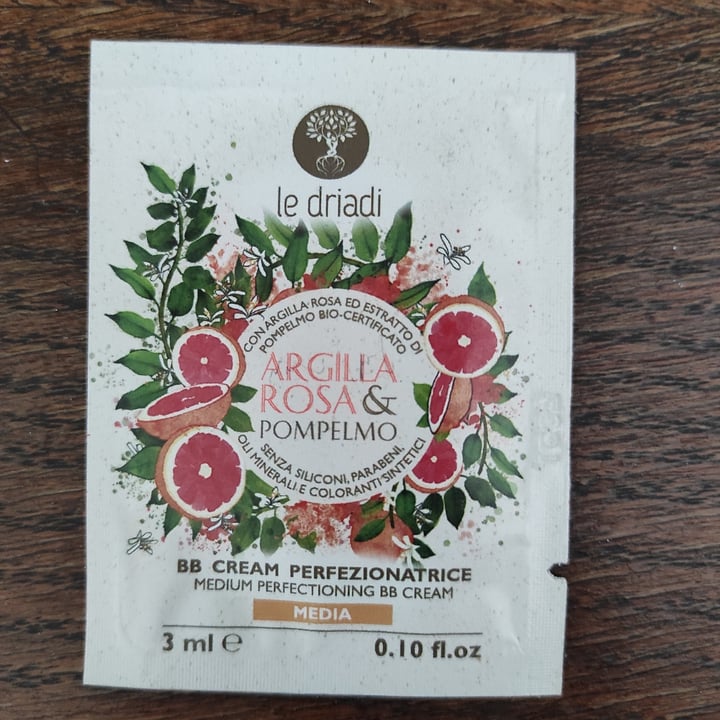 le driadi
CON ARGILLA ROSA ED ESTRATTO DI
POMPELMO BIO-CERTIFICATO
ARGILLA
ROSA &
POMPELMO
SENZA SILICONI, PARABENI,
OLI MINERALI E COLORANTI SINTETICI
BB CREAM PERFEZIONATRICE
MEDIUM PERFECTIONING BB CREAM
MEDIA
3 ml e 0.10 fl.oz